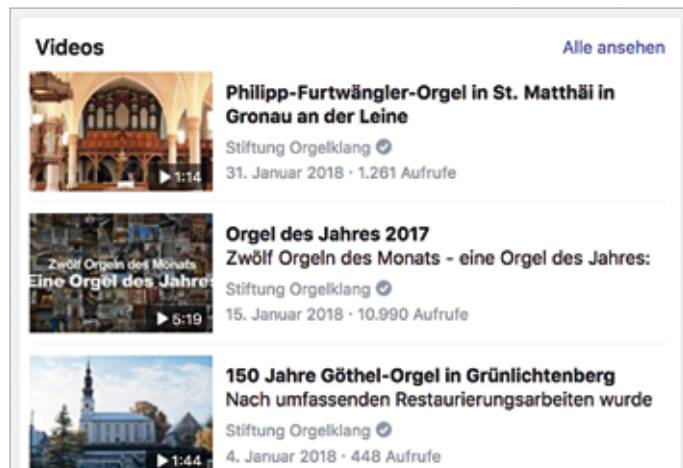 Videos
Alle ansehen
Philipp-Furtwängler-Orgel in St. Matthäi in
Gronau an der Leine
Stiftung Orgelklang
31. Januar 2018 · 1.261 Aufrufe
1:14
Orgel des Jahres 2017
Zwölf Orgeln des Monats - eine Orgel des Jahres:
Stiftung Orgelklang
15. Januar 2018 · 10.990 Aufrufe
Zwölf Orgeln des Monats
Eine Orgel des Jahres
5:19
150 Jahre Göthel-Orgel in Grünlichtenberg
Nach umfassenden Restaurierungsarbeiten wurde
Stiftung Orgelklang
4. Januar 2018 · 448 Aufrufe
1:44